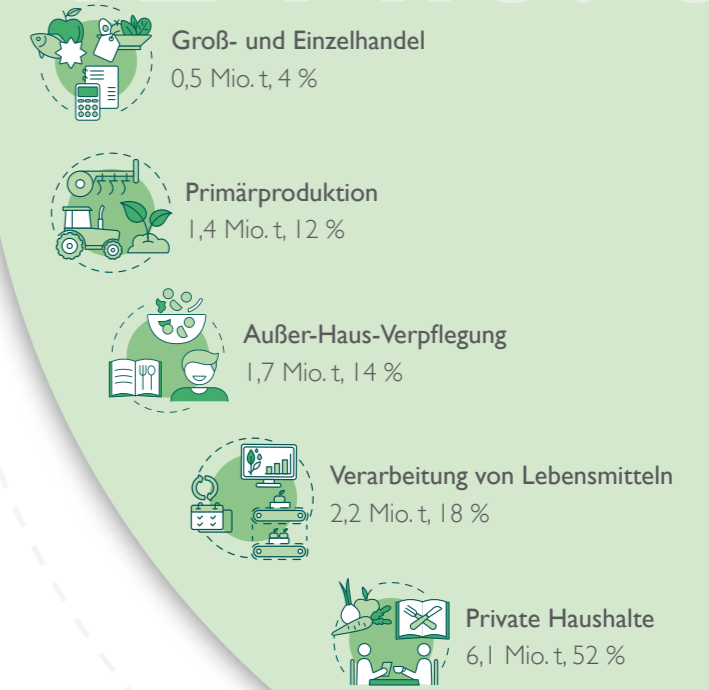 Groß- und Einzelhandel
0,5 Mio. t, 4 %
Primärproduktion
1,4 Mio. t, 12 %
Außer-Haus-Verpflegung
1,7 Mio. t, 14 %
Verarbeitung von Lebensmitteln
2,2 Mio. t, 18 %
Private Haushalte
6,1 Mio. t, 52 %